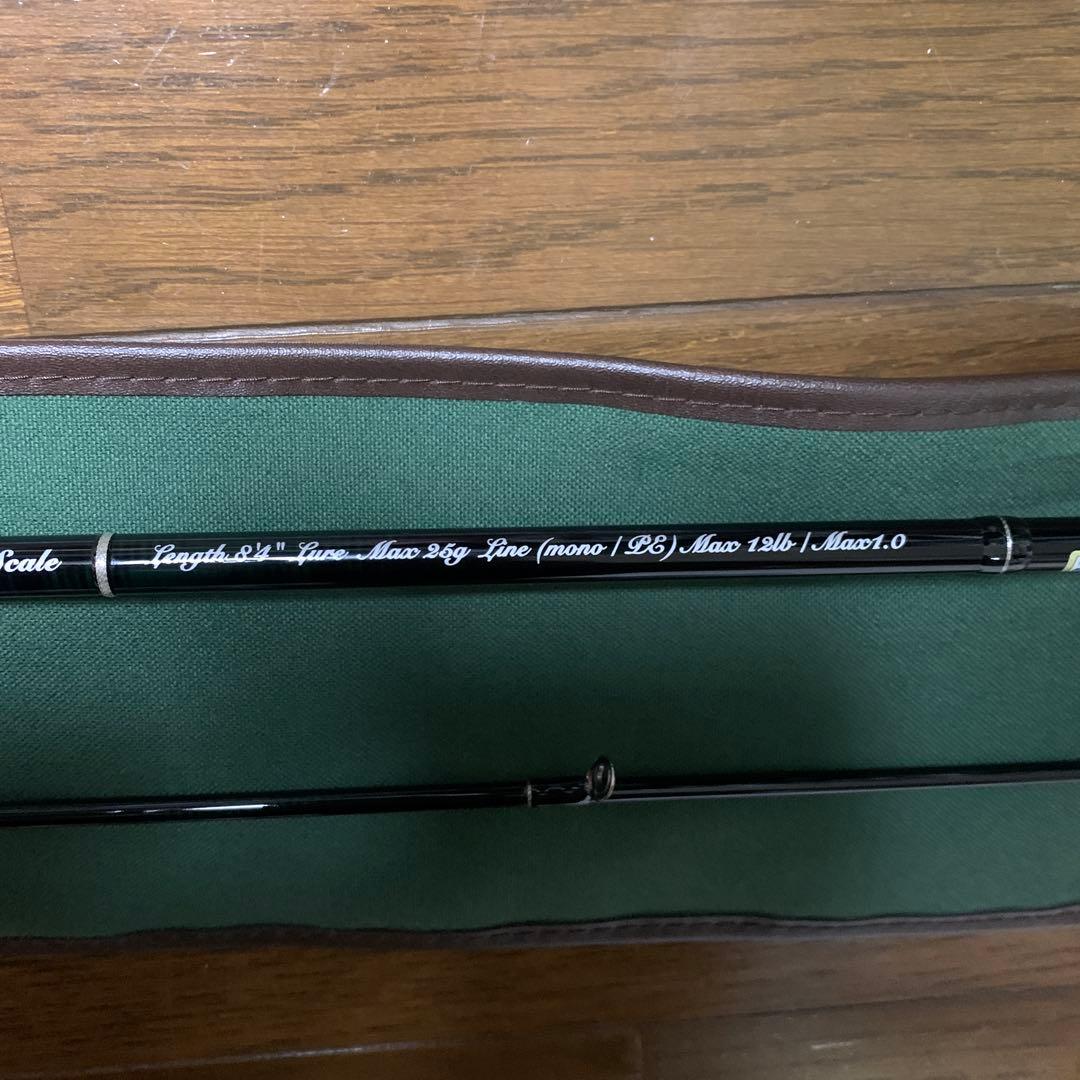 Scale Length 8'4" Lure Max 25g Line (mono / PE) Max 12lb / Max1.0